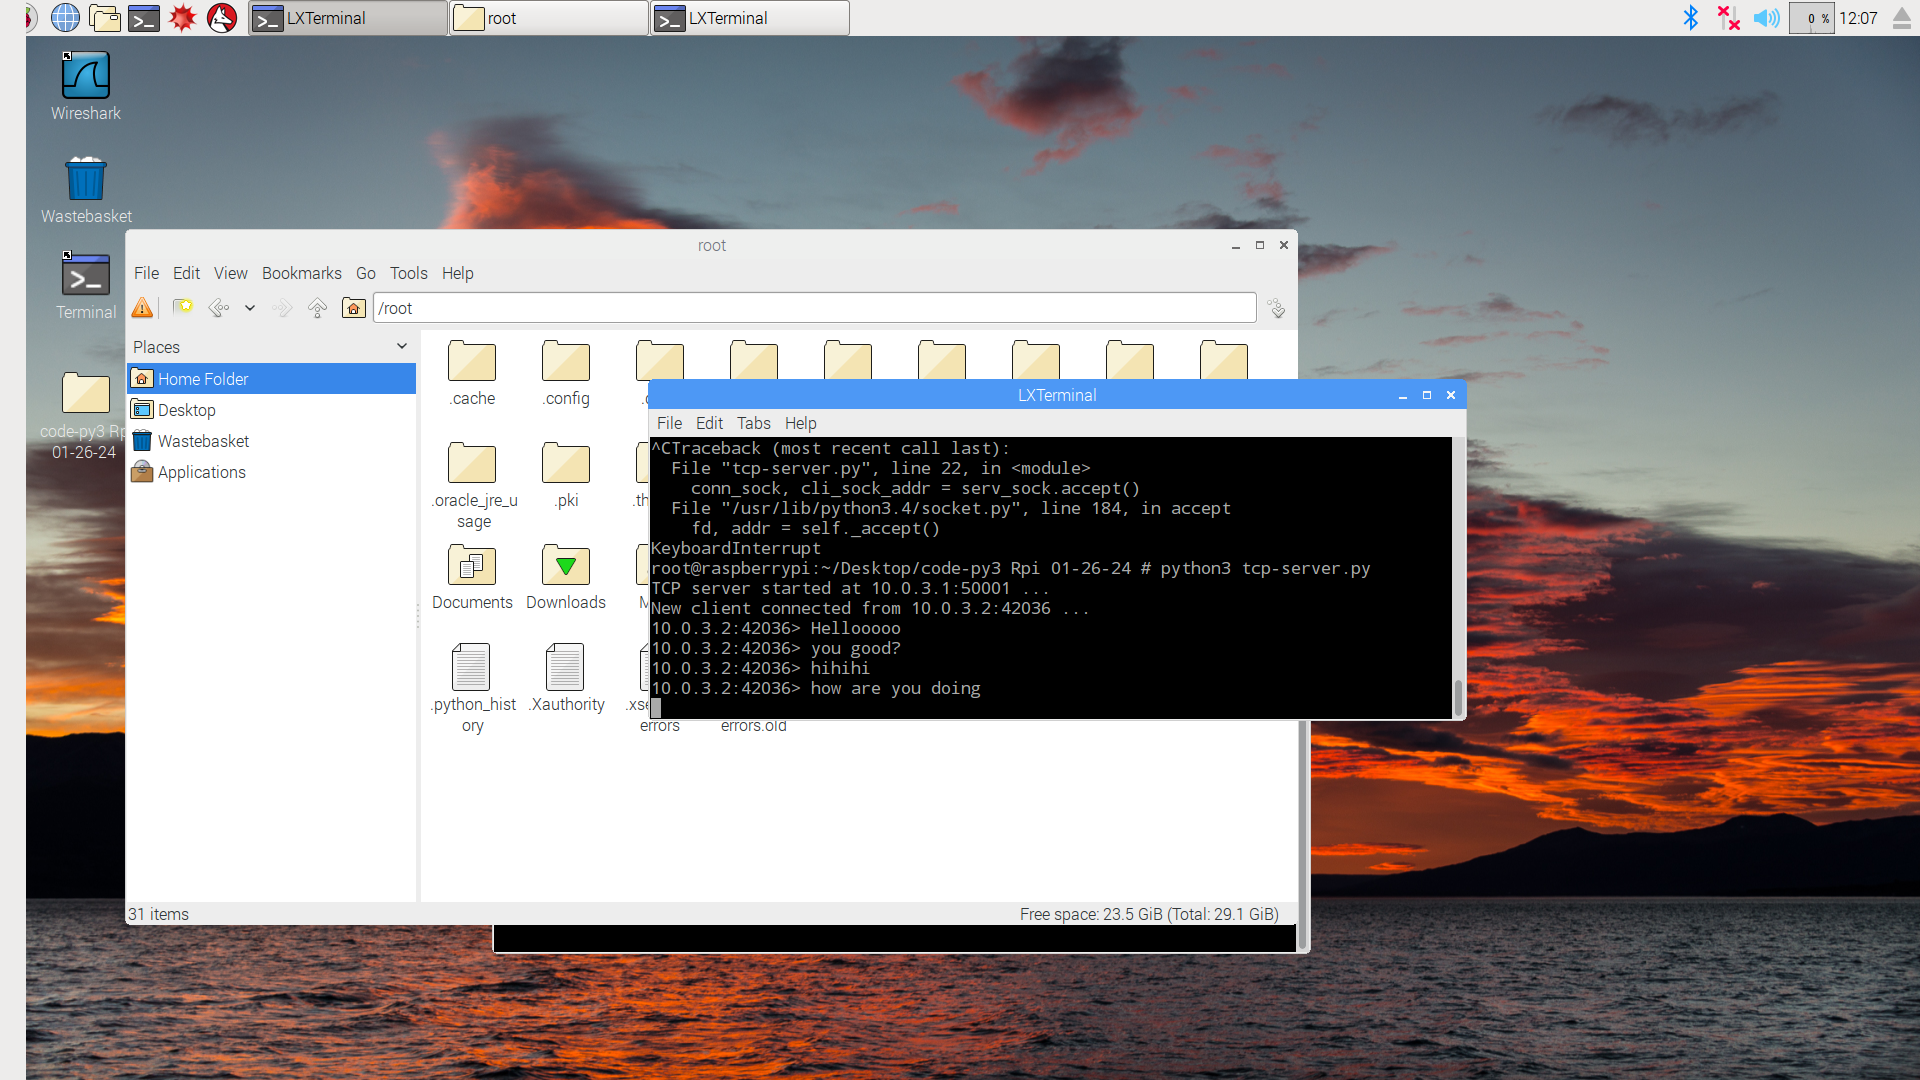 LXTerminal
root
LXTerminal
0 %
12:07
Wireshark
Wastebasket
Terminal
code-py3 Rp
01-26-24
root
File Edit View Bookmarks Go Tools Help
/root
Places
Home Folder
Desktop
Wastebasket
Applications
.cache
.config
.oracle_jre_u
sage
.pki
.th
Documents
Downloads
.python_hist
ory
.Xauthority
.xse
errors
errors.old
31 items
Free space: 23.5 GiB (Total: 29.1 GiB)
LXTerminal
File Edit Tabs Help
^CTraceback (most recent call last):
  File "tcp-server.py", line 22, in <module>
    conn_sock, cli_sock_addr = serv_sock.accept()
  File "/usr/lib/python3.4/socket.py", line 184, in accept
    fd, addr = self._accept()
KeyboardInterrupt
root@raspberrypi:~/Desktop/code-py3 Rpi 01-26-24 # python3 tcp-server.py
TCP server started at 10.0.3.1:50001 ...
New client connected from 10.0.3.2:42036 ...
10.0.3.2:42036> Hellooooo
10.0.3.2:42036> you good?
10.0.3.2:42036> hihihi
10.0.3.2:42036> how are you doing